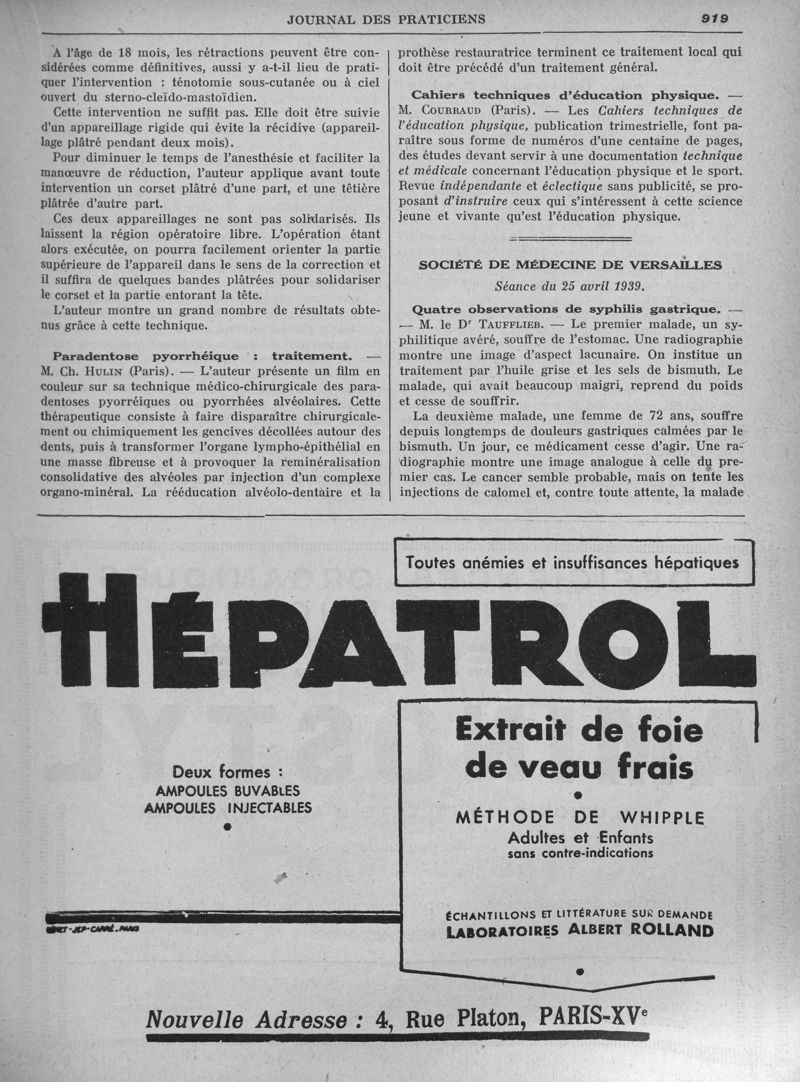 JOURNAL DES PRATICIENS
919
A l'âge de 18 mois, les rétractions peuvent être con-
sidérées comme définitives, aussi y a-t-il lieu de prati-
quer l'intervention : ténotomie sous-cutanée ou à ciel
ouvert du sterno-cleïdo-mastoïdien.
Cette intervention ne suffit pas. Elle doit être suivie
d'un appareillage rigide qui évite la récidive (appareil-
lage plâtré pendant deux mois).
Pour diminuer le temps de l'anesthésie et faciliter la
manœuvre de réduction, l'auteur applique avant toute
intervention un corset plâtré d'une part, et une têtière
plâtrée d'autre part.
Ces deux appareillages ne sont pas solidarisés. Ils
laissent la région opératoire libre. L'opération étant
alors exécutée, on pourra facilement orienter la partie
supérieure de l'appareil dans le sens de la correction et
il suffira de quelques bandes plâtrées pour solidariser
le corset et la partie entorant la tête.
L'auteur montre un grand nombre de résultats obte-
nus grâce à cette technique.
Paradentose pyorrhéique : traitement. —
M. Ch. HULIN (Paris). — L'auteur présente un film en
couleur sur sa technique médico-chirurgicale des para-
dentoses pyorréiques ou pyorrhées alvéolaires. Cette
thérapeutique consiste à faire disparaître chirurgicale-
ment ou chimiquement les gencives décollées autour des
dents, puis à transformer l'organe lympho-épithélial en
une masse fibreuse et à provoquer la reminéralisation
consolidative des alvéoles par injection d'un complexe
organo-minéral. La rééducation alvéolo-dentaire et la
prothèse restauratrice terminent ce traitement local qui
doit être précédé d'un traitement général.
Cahiers techniques d'éducation physique. —
M. COURRAUD (Paris). — Les Cahiers techniques de
l'éducation physique, publication trimestrielle, font pa-
raître sous forme de numéros d'une centaine de pages,
des études devant servir à une documentation technique
et médicale concernant l'éducation physique et le sport.
Revue indépendante et éclectique sans publicité, se pro-
posant d'instruire ceux qui s'intéressent à cette science
jeune et vivante qu'est l'éducation physique.
SOCIÉTÉ DE MÉDECINE DE VERSAILLES
Séance du 25 avril 1939.
Quatre observations de syphilis gastrique. —
— M. le Dr TAUFFLIEB. — Le premier malade, un sy-
philitique avéré, souffre de l'estomac. Une radiographie
montre une image d'aspect lacunaire. On institue un
traitement par l'huile grise et les sels de bismuth. Le
malade, qui avait beaucoup maigri, reprend du poids
et cesse de souffrir.
La deuxième malade, une femme de 72 ans, souffre
depuis longtemps de douleurs gastriques calmées par le
bismuth. Un jour, ce médicament cesse d'agir. Une ra-
diographie montre une image analogue à celle du pre-
mier cas. Le cancer semble probable, mais on tente les
injections de calomel et, contre toute attente, la malade
Toutes anémies et insuffisances hépatiques
HÉPATROL
Extrait de foie
de veau frais
MÉTHODE DE WHIPPLE
Adultes et Enfants
sans contre-indications
Deux formes :
AMPOULES BUVABLES
AMPOULES INJECTABLES
ÉCHANTILLONS ET LITTÉRATURE SUR DEMANDE
LABORATOIRES ALBERT ROLLAND
JEP-CARRÉ.PARIS
Nouvelle Adresse : 4, Rue Platon, PARIS-XVe